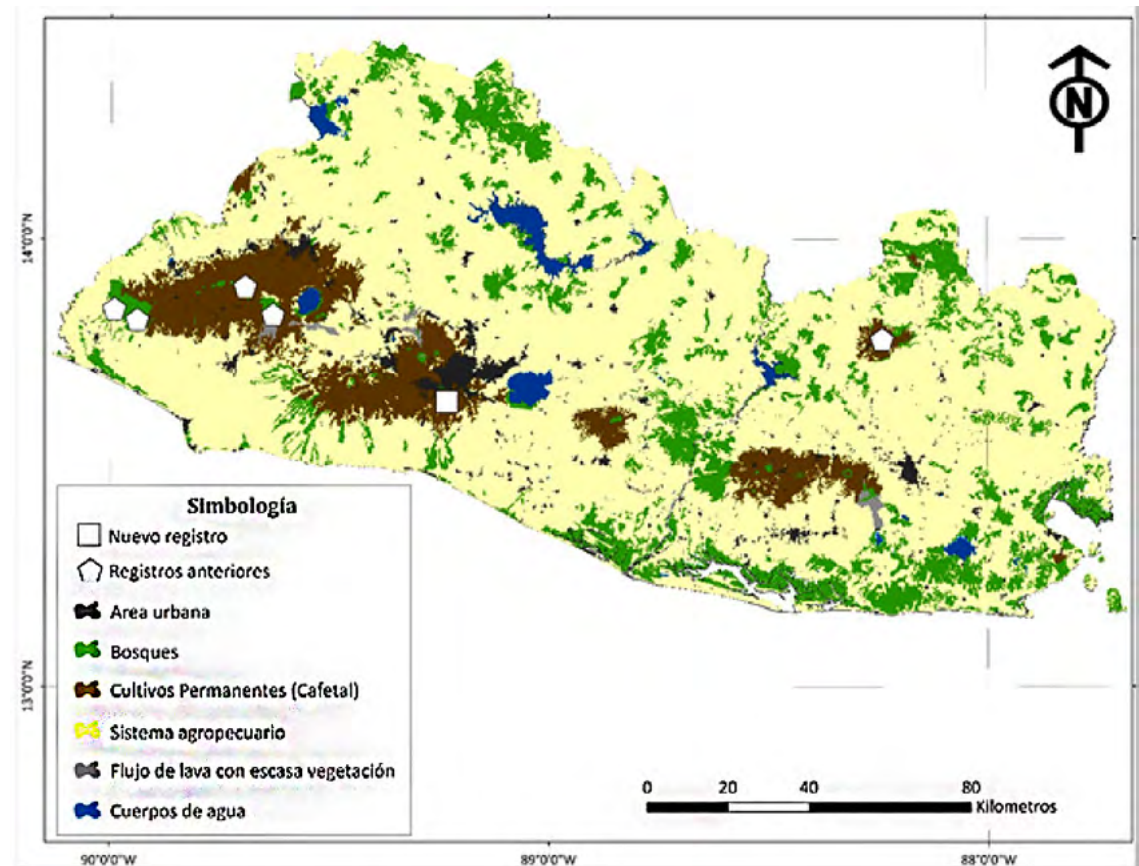 N
14°0'0"N
13°0'0"N
Simbología
Nuevo registro
Registros anteriores
Area urbana
Bosques
Cultivos Permanentes (Cafetal)
Sistema agropecuario
Flujo de lava con escasa vegetación
Cuerpos de agua
0 20 40 80
Kilometros
90°0'0"W 89°0'0"W 88°0'0"W